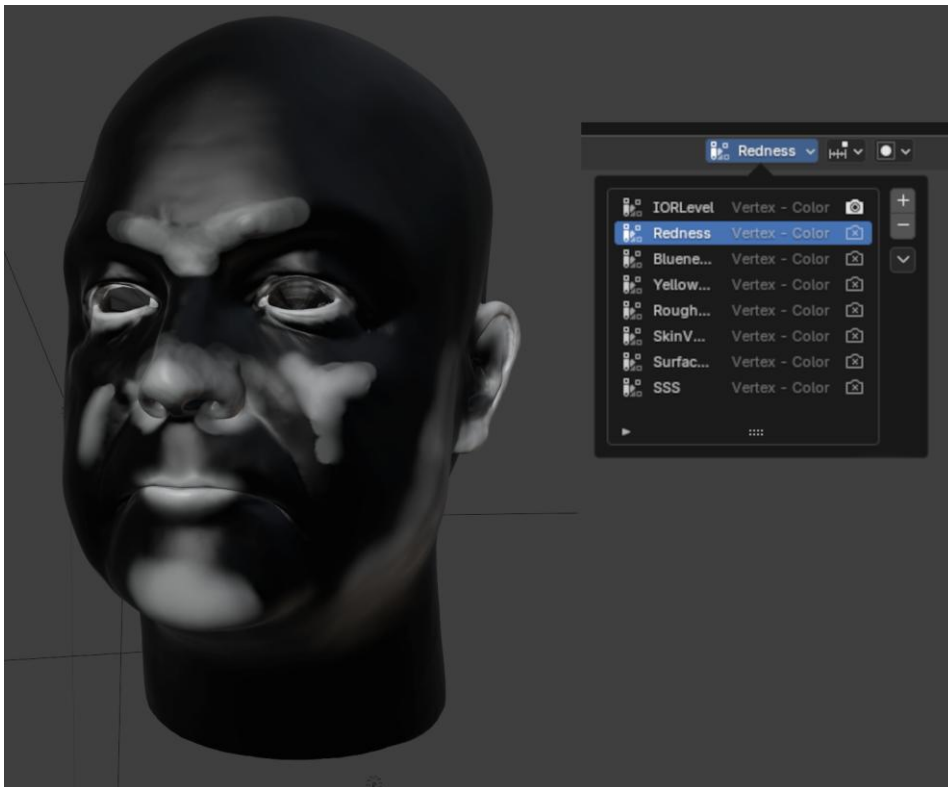 Redness
IORLevel Vertex - Color
Redness Vertex - Color
Bluene... Vertex - Color
Yellow... Vertex - Color
Rough... Vertex - Color
SkinV... Vertex - Color
Surfac... Vertex - Color
SSS Vertex - Color